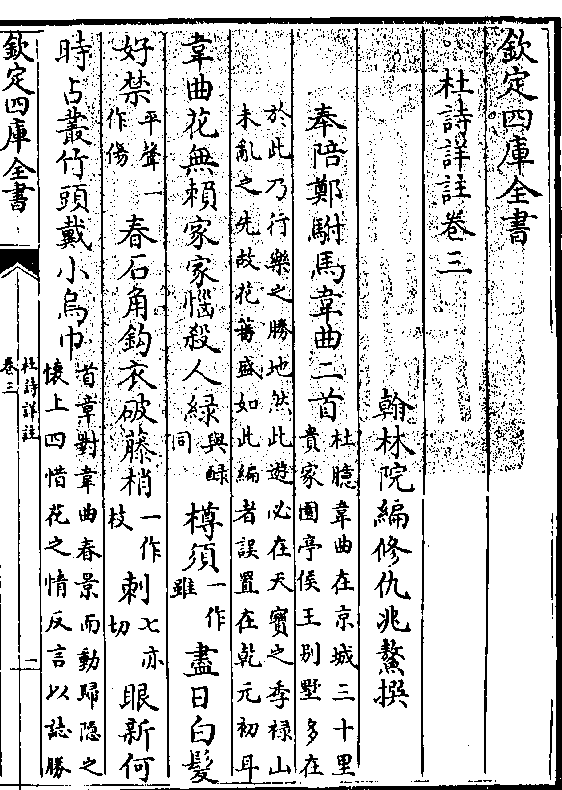 欽定四庫全書
杜詩詳註卷三
翰林院編修仇兆鰲撰
奉陪鄭駙馬韋曲二首
杜臆韋曲在京城三十里
貴家園亭侯王別墅多在
於此乃行樂之勝地然此遊必在天寶之季祿山
未亂之先故花舊盛如此編者誤置在乾元初耳
韋曲花無賴家家惱殺人緑與醁同樽須一作雖盡日白髮
好禁平聲一作傷春石角鈎衣破藤梢一作枝刺七亦切眼新何
時占叢竹頭戴小烏巾
首章對韋曲春景而動歸隱之
懐上四惜花之情反言以誌勝
欽定四庫全書
杜詩詳註
卷三
一